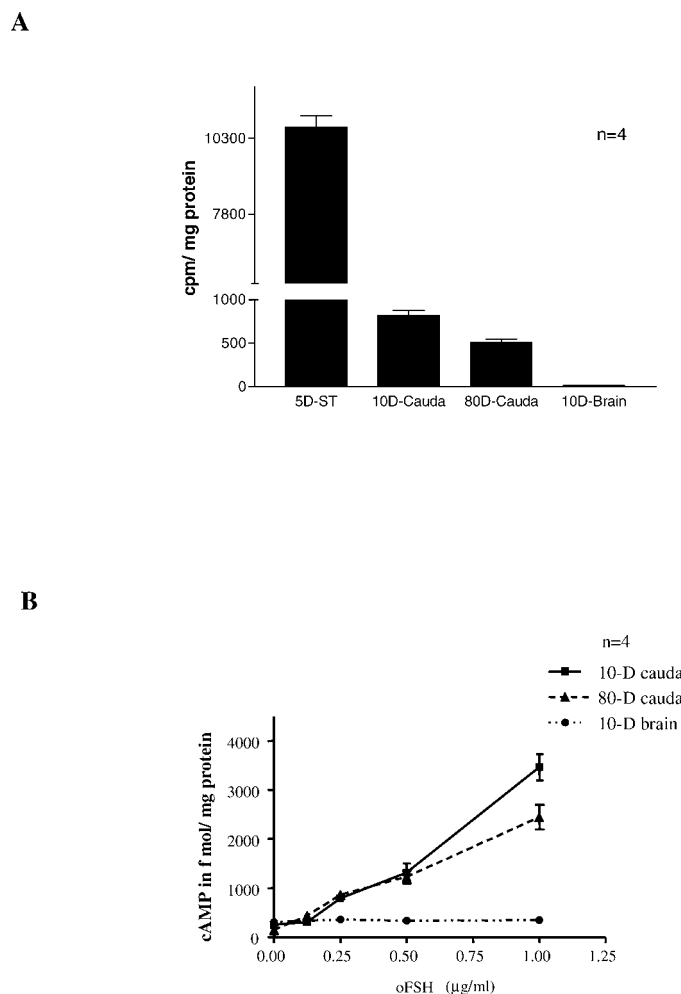 A
n=4
cpm/ mg protein
10300
7800
1000
500
0
5D-ST 10D-Cauda 80D-Cauda 10D-Brain
B
n=4
10-D cauda
80-D cauda
10-D brain
cAMP in f mol/ mg protein
4000
3000
2000
1000
0
0.00 0.25 0.50 0.75 1.00 1.25
oFSH (µg/ml)